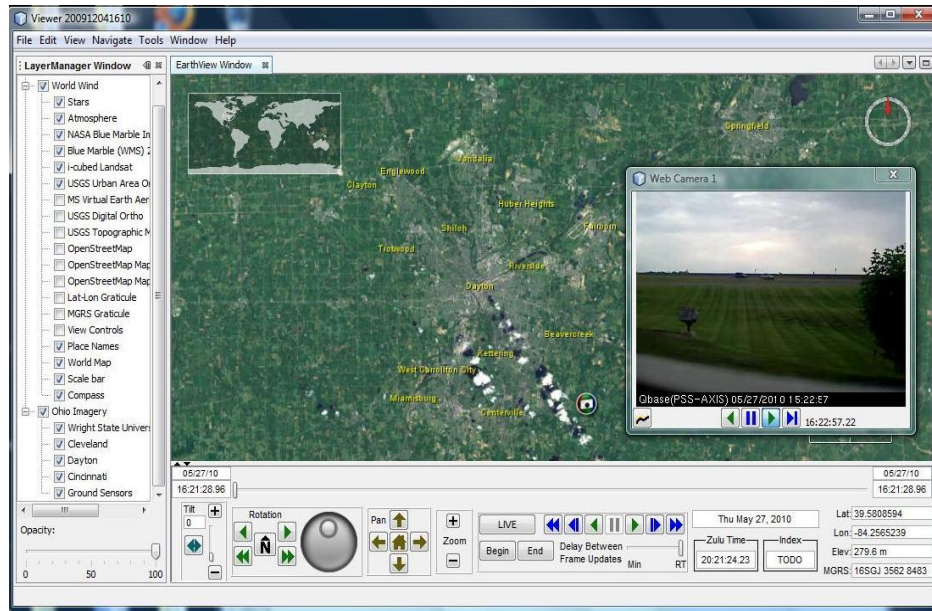 Viewer 200912041610
File Edit View Navigate Tools Window Help
LayerManager Window
World Wind
Stars
Atmosphere
NASA Blue Marble Im
Blue Marble (WMS) 2
i-cubed Landsat
USGS Urban Area Or
MS Virtual Earth Aer
USGS Digital Ortho
USGS Topographic M
OpenStreetMap
OpenStreetMap Map
OpenStreetMap Map
Lat-Lon Graticule
MGRS Graticule
View Controls
Place Names
World Map
Scale bar
Compass
Ohio Imagery
Wright State Univers
Cleveland
Dayton
Cincinnati
Ground Sensors
Opacity:
0 50 100
EarthView Window
Springfield
Vandalia
Englewood
Clayton
Huber Heights
Shiloh
Fairborn
Trotwood
Riverside
Dayton
Beavercreek
Kettering
West Carrollton City
Miamisburg
Centerville
Web Camera 1
Qbase(PSS-AXIS) 05/27/2010 15:22:57
16:22:57.22
05/27/10
16:21:28.96
05/27/10
16:21:28.96
Tilt
0
Rotation
N
Pan
Zoom
LIVE
Begin End
Delay Between
Frame Updates
Min RT
Thu May 27, 2010
Zulu Time
20:21:24.23
Index
TODO
Lat: 39.5808594
Lon: -84.2565239
Elev: 279.6 m
MGRS: 16SGJ 3562 8483